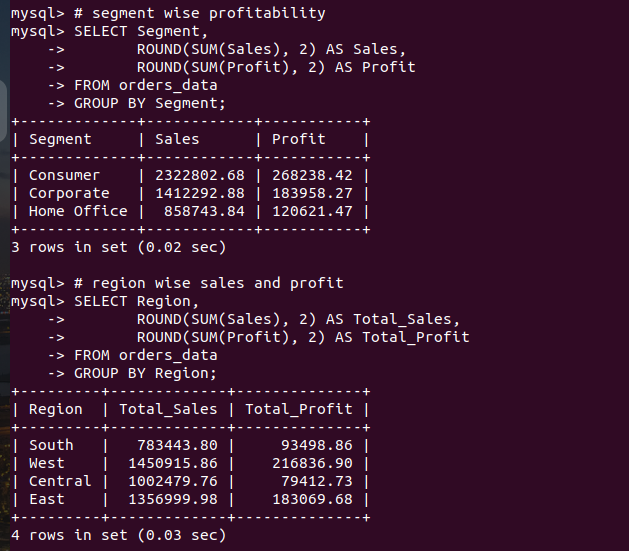 mysql> # segment wise profitability
mysql> SELECT Segment,
    ->        ROUND(SUM(Sales), 2) AS Sales,
    ->        ROUND(SUM(Profit), 2) AS Profit
    -> FROM orders_data
    -> GROUP BY Segment;
+-------------+------------+-----------+
| Segment     | Sales      | Profit    |
+-------------+------------+-----------+
| Consumer    | 2322802.68 | 268238.42 |
| Corporate   | 1412292.88 | 183958.27 |
| Home Office |  858743.84 | 120621.47 |
+-------------+------------+-----------+
3 rows in set (0.02 sec)

mysql> # region wise sales and profit
mysql> SELECT Region,
    ->        ROUND(SUM(Sales), 2) AS Total_Sales,
    ->        ROUND(SUM(Profit), 2) AS Total_Profit
    -> FROM orders_data
    -> GROUP BY Region;
+---------+-------------+--------------+
| Region  | Total_Sales | Total_Profit |
+---------+-------------+--------------+
| South   |   783443.80 |     93498.86 |
| West    |  1450915.86 |    216836.90 |
| Central |  1002479.76 |     79412.73 |
| East    |  1356999.98 |    183069.68 |
+---------+-------------+--------------+
4 rows in set (0.03 sec)